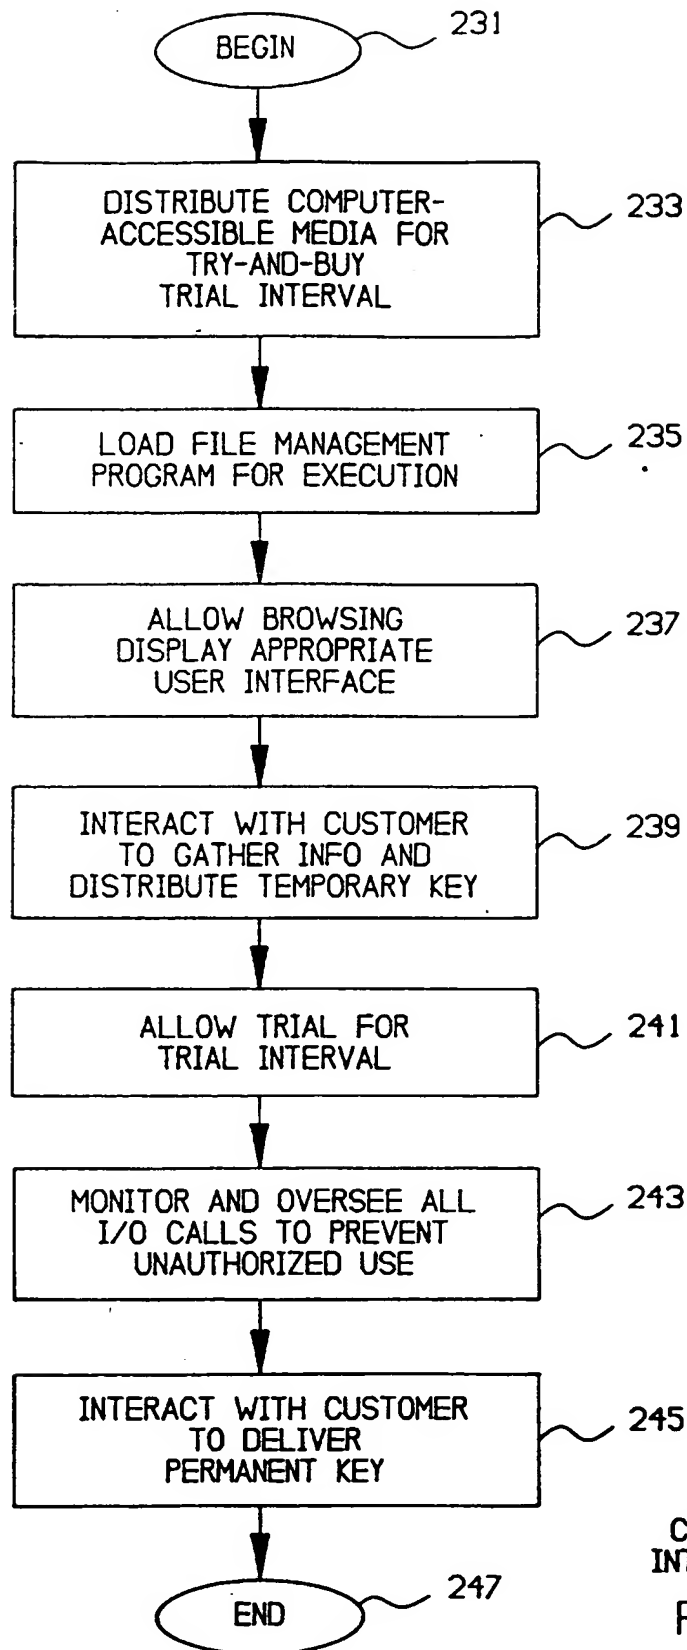 BEGIN
231
DISTRIBUTE COMPUTER-
ACCESSIBLE MEDIA FOR
TRY-AND-BUY
TRIAL INTERVAL
233
LOAD FILE MANAGEMENT
PROGRAM FOR EXECUTION
235
ALLOW BROWSING
DISPLAY APPROPRIATE
USER INTERFACE
237
INTERACT WITH CUSTOMER
TO GATHER INFO AND
DISTRIBUTE TEMPORARY KEY
239
ALLOW TRIAL FOR
TRIAL INTERVAL
241
MONITOR AND OVERSEE ALL
I/O CALLS TO PREVENT
UNAUTHORIZED USE
243
INTERACT WITH CUSTOMER
TO DELIVER
PERMANENT KEY
245
END
247